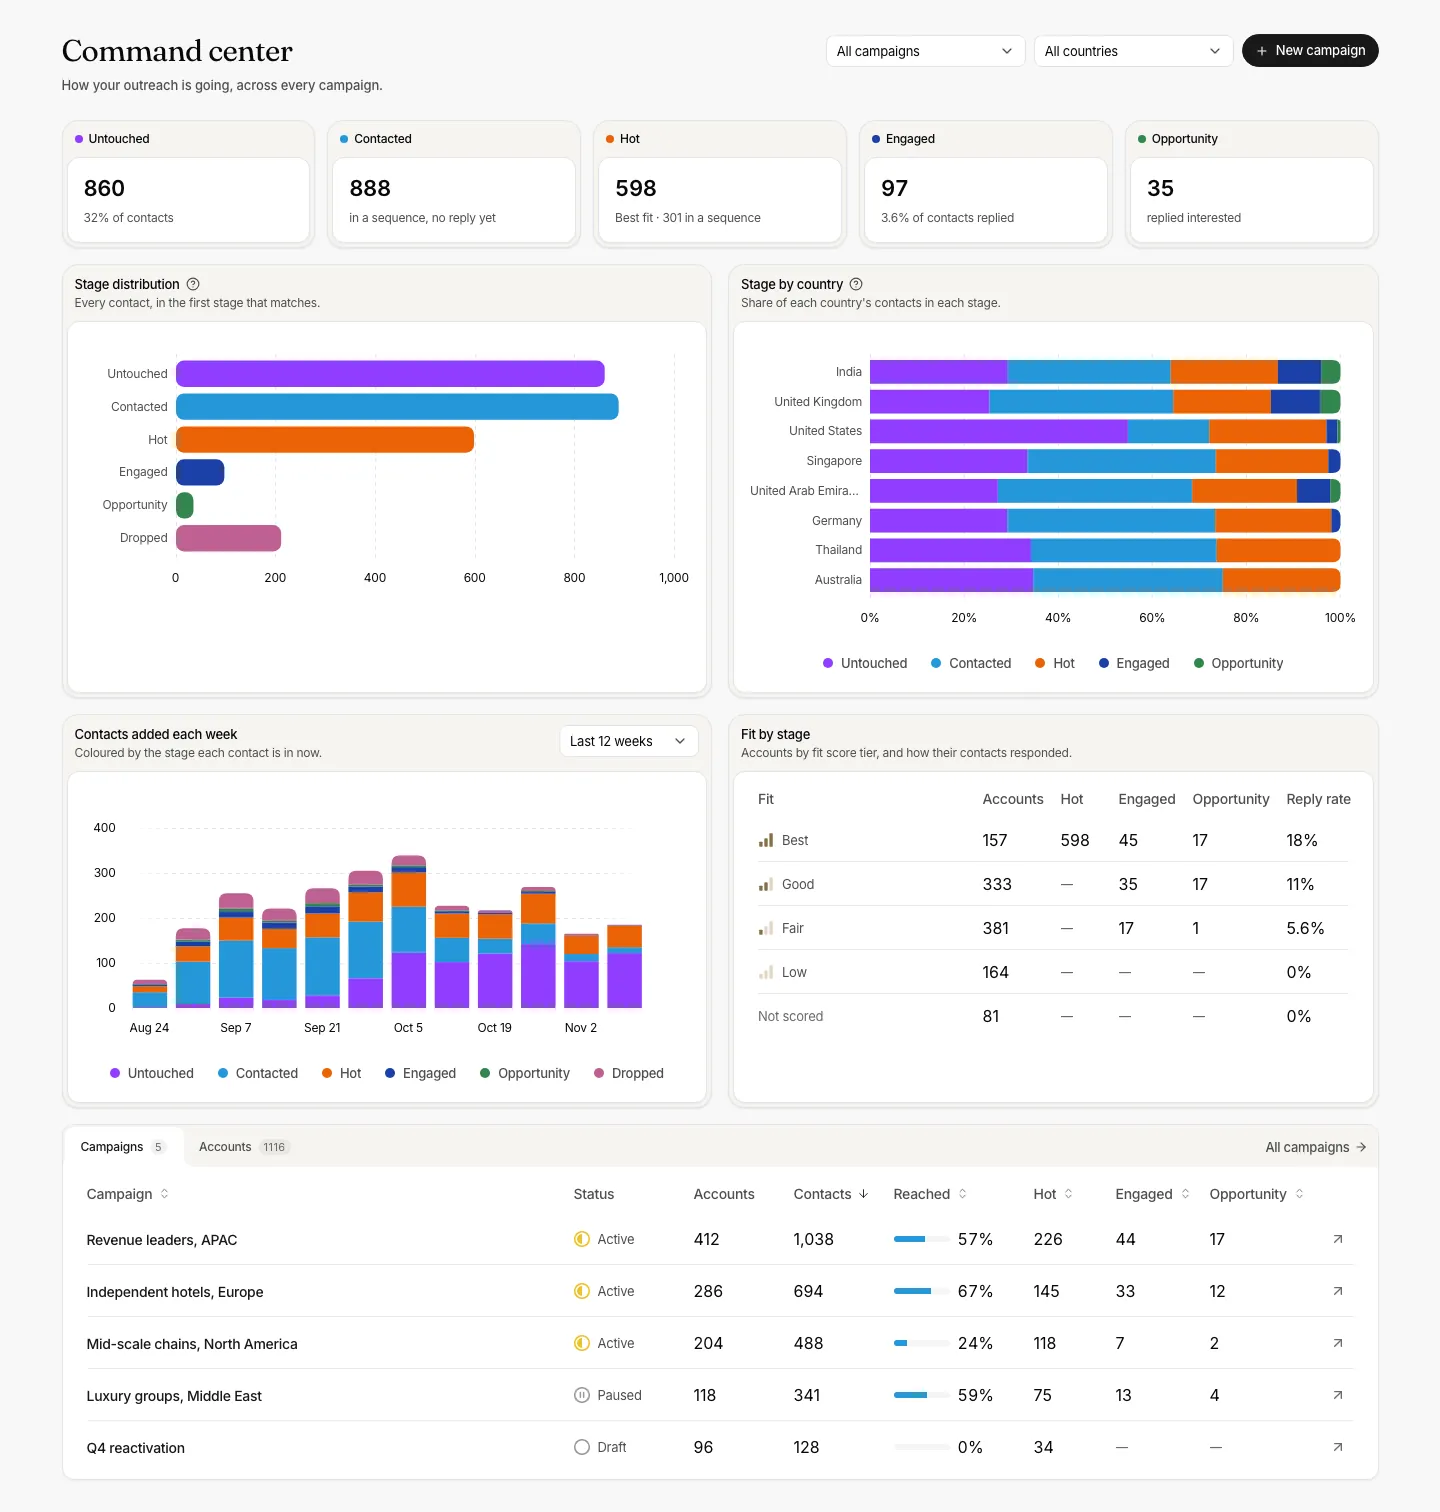 Command center
How your outreach is going, across every campaign.
All campaigns
All countries
+ New campaign
Untouched
860
32% of contacts
Contacted
888
in a sequence, no reply yet
Hot
598
Best fit · 301 in a sequence
Engaged
97
3.6% of contacts replied
Opportunity
35
replied interested
Stage distribution ?
Every contact, in the first stage that matches.
Untouched
Contacted
Hot
Engaged
Opportunity
Dropped
0 200 400 600 800 1,000
Stage by country ?
Share of each country's contacts in each stage.
India
United Kingdom
United States
Singapore
United Arab Emira...
Germany
Thailand
Australia
0% 20% 40% 60% 80% 100%
Untouched Contacted Hot Engaged Opportunity
Contacts added each week
Coloured by the stage each contact is in now.
Last 12 weeks
400
300
200
100
0
Aug 24 Sep 7 Sep 21 Oct 5 Oct 19 Nov 2
Untouched Contacted Hot Engaged Opportunity Dropped
Fit by stage
Accounts by fit score tier, and how their contacts responded.
Fit Accounts Hot Engaged Opportunity Reply rate
Best 157 598 45 17 18%
Good 333 — 35 17 11%
Fair 381 — 17 1 5.6%
Low 164 — — — 0%
Not scored 81 — — — 0%
Campaigns 5 Accounts 1116 All campaigns →
Campaign Status Accounts Contacts ↓ Reached Hot Engaged Opportunity
Revenue leaders, APAC Active 412 1,038 57% 226 44 17
Independent hotels, Europe Active 286 694 67% 145 33 12
Mid-scale chains, North America Active 204 488 24% 118 7 2
Luxury groups, Middle East Paused 118 341 59% 75 13 4
Q4 reactivation Draft 96 128 0% 34 — —